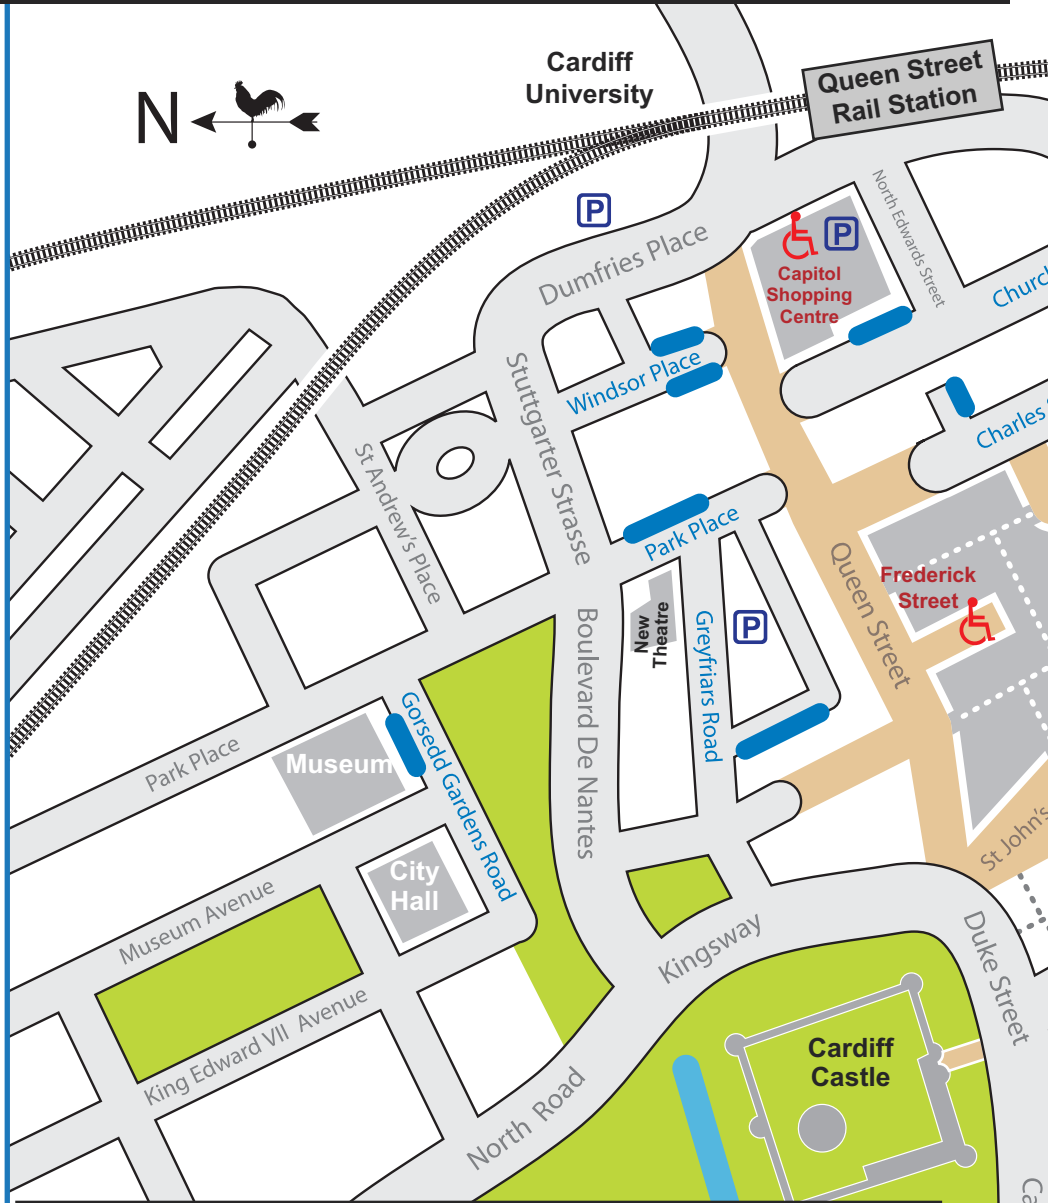 Cardiff
University
Queen Street
Rail Station
N
P
North Edwards Street
P
Dumfries Place
Capitol
Shopping
Centre
Church
Windsor Place
Stuttgarter Strasse
Charles
St Andrew's Place
Park Place
Queen Street
Frederick
Street
New
Theatre
Greyfriars Road
P
Boulevard De Nantes
Gorsedd Gardens Road
Park Place
Museum
St John's
City
Hall
Museum Avenue
Kingsway
Duke Street
King Edward VII Avenue
Cardiff
Castle
North Road
Ca